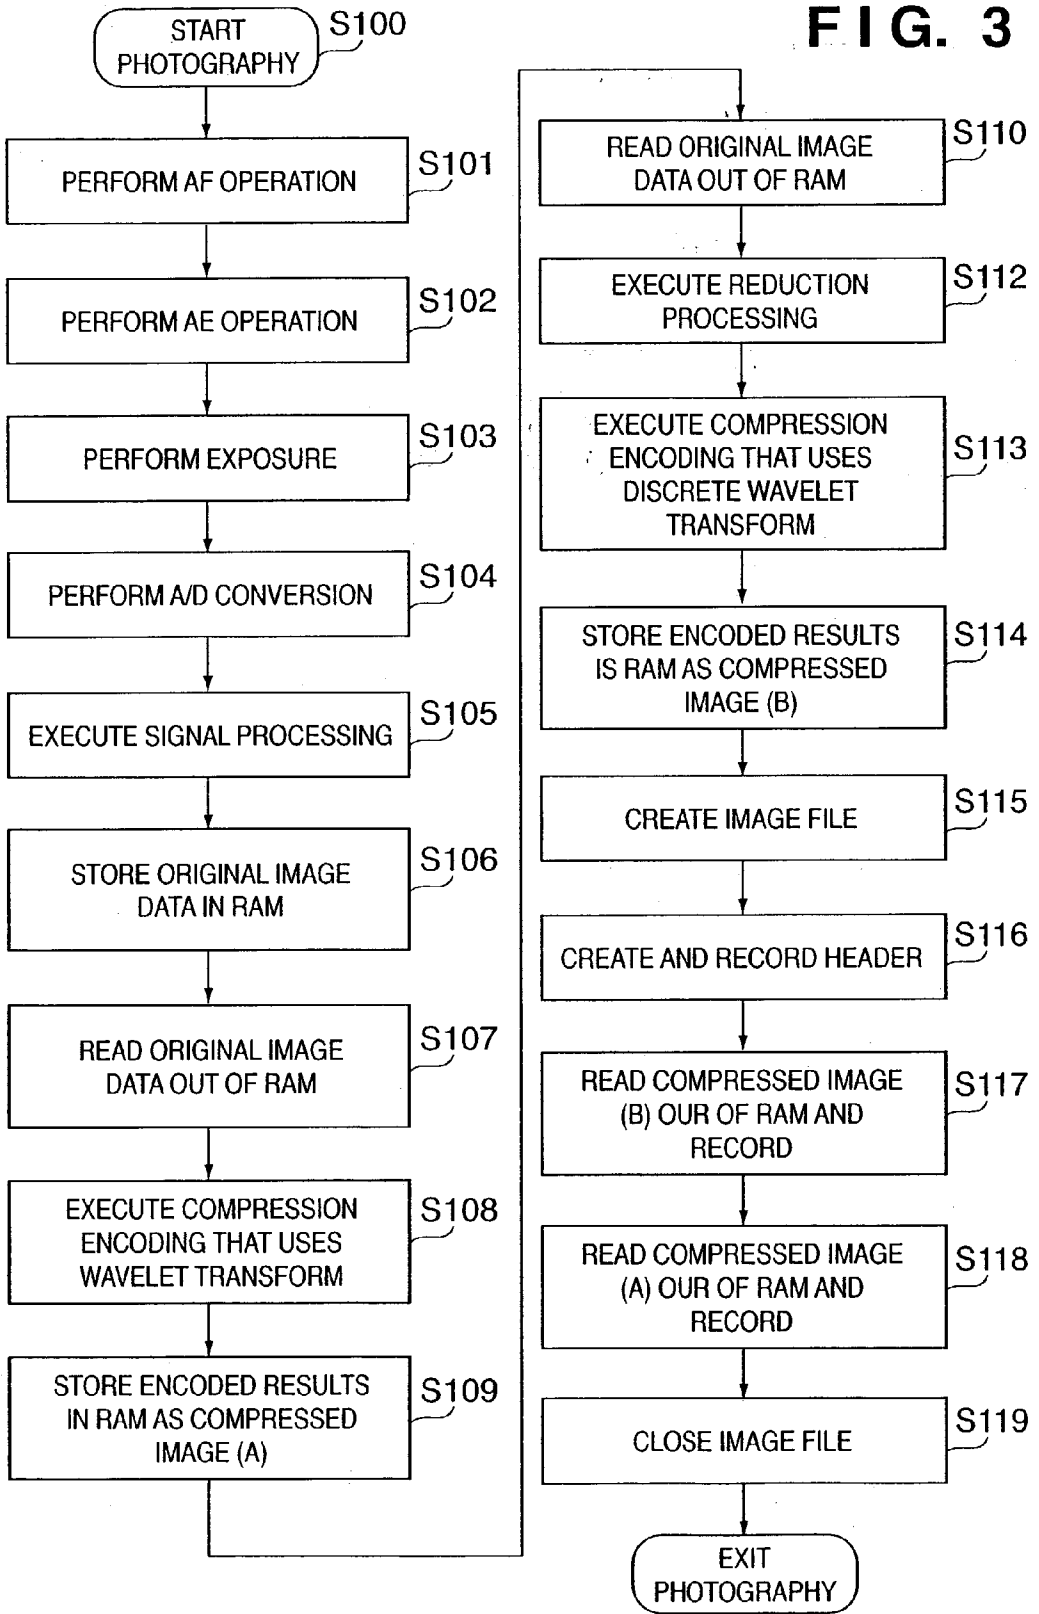 FIG. 3
START
PHOTOGRAPHY
S100
PERFORM AF OPERATION
S101
PERFORM AE OPERATION
S102
PERFORM EXPOSURE
S103
PERFORM A/D CONVERSION
S104
EXECUTE SIGNAL PROCESSING
S105
STORE ORIGINAL IMAGE
DATA IN RAM
S106
READ ORIGINAL IMAGE
DATA OUT OF RAM
S107
EXECUTE COMPRESSION
ENCODING THAT USES
WAVELET TRANSFORM
S108
STORE ENCODED RESULTS
IN RAM AS COMPRESSED
IMAGE (A)
S109
READ ORIGINAL IMAGE
DATA OUT OF RAM
S110
EXECUTE REDUCTION
PROCESSING
S112
EXECUTE COMPRESSION
ENCODING THAT USES
DISCRETE WAVELET
TRANSFORM
S113
STORE ENCODED RESULTS
IS RAM AS COMPRESSED
IMAGE (B)
S114
CREATE IMAGE FILE
S115
CREATE AND RECORD HEADER
S116
READ COMPRESSED IMAGE
(B) OUR OF RAM AND
RECORD
S117
READ COMPRESSED IMAGE
(A) OUR OF RAM AND
RECORD
S118
CLOSE IMAGE FILE
S119
EXIT
PHOTOGRAPHY